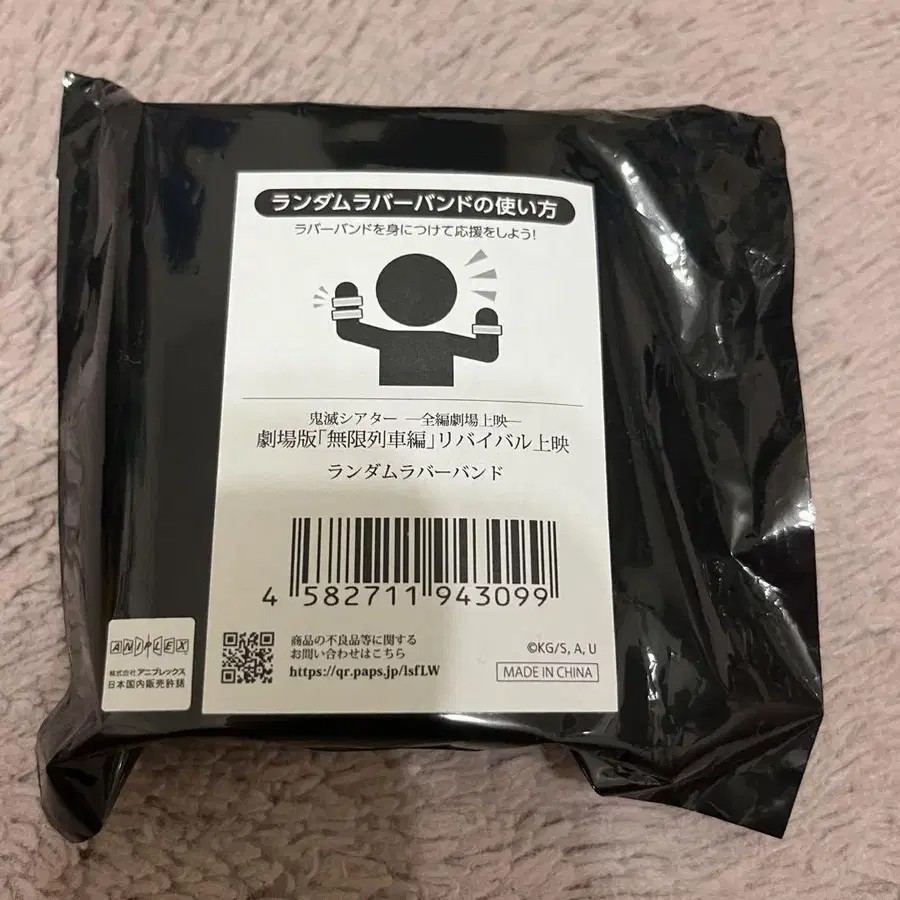 ランダムラバーバンドの使い方
ラバーバンドを身につけて応援をしよう!
鬼滅シアター ―全編劇場上映―
劇場版「無限列車編」リバイバル上映
ランダムラバーバンド
4 582711 943099
ANIPLEX
株式会社アニプレックス
日本国内販売許諾
商品の不良品等に関する
お問い合わせはこちら
https://qr.paps.jp/lsfLW
©KG/S, A, U
MADE IN CHINA